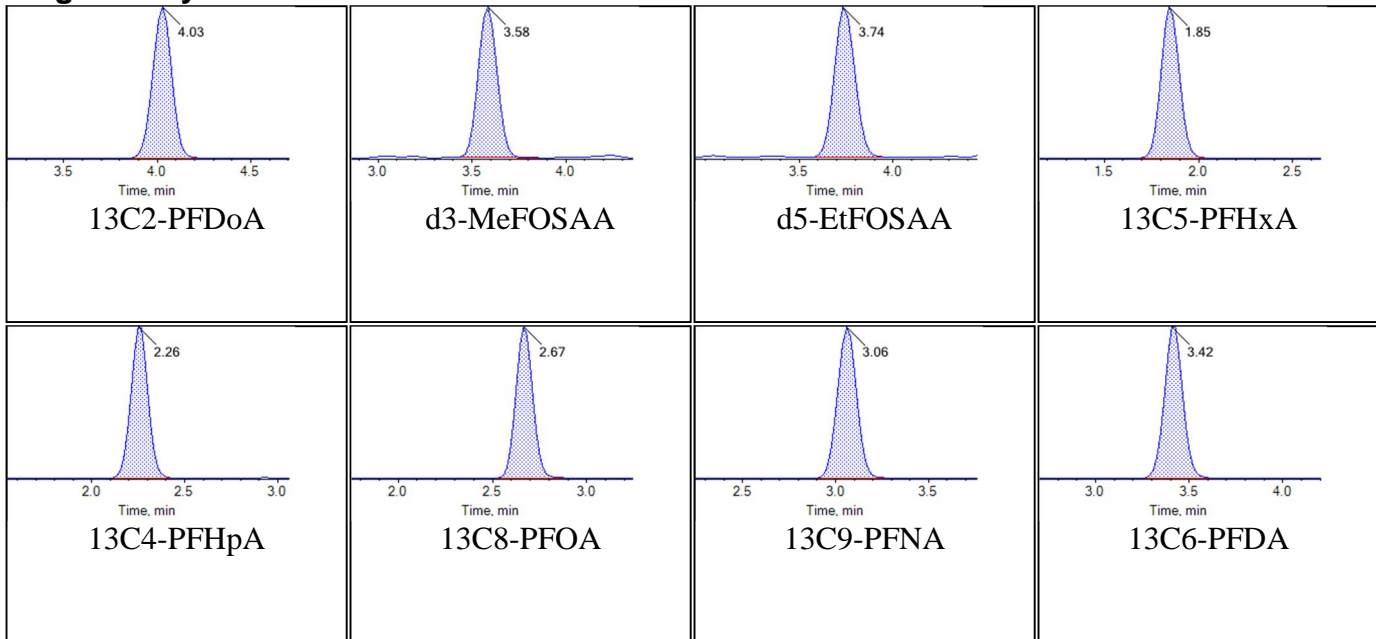 4.03 3.58 3.74 1.85
3.5 4.0 4.5 3.0 3.5 4.0 3.5 4.0 1.5 2.0 2.5
Time, min Time, min Time, min Time, min
13C2-PFDoA d3-MeFOSAA d5-EtFOSAA 13C5-PFHxA
2.26 2.67 3.06 3.42
2.0 2.5 3.0 2.0 2.5 3.0 2.5 3.0 3.5 3.0 3.5 4.0
Time, min Time, min Time, min Time, min
13C4-PFHpA 13C8-PFOA 13C9-PFNA 13C6-PFDA